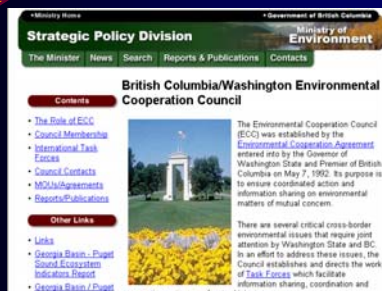 •Ministry Home
•Government of British Columbia
Strategic Policy Division
Ministry of
Environment
The Minister News Search Reports & Publications Contacts
British Columbia/Washington Environmental
Cooperation Council
Contents
• The Role of ECC
• Council Membership
• International Task
Forces
• Council Contacts
• MOUs/Agreements
• Reports/Publications
Other Links
• Links
• Georgia Basin - Puget
Sound Ecosystem
Indicators Report
• Georgia Basin / Puget
The Environmental Cooperation Council
(ECC) was established by the
Environmental Cooperation Agreement
entered into by the Governor of
Washington State and Premier of British
Columbia on May 7, 1992. Its purpose is
to ensure coordinated action and
information sharing on environmental
matters of mutual concern.
There are several critical cross-border
environmental issues that require joint
attention by Washington State and BC.
In an effort to address these issues, the
Council establishes and directs the work
of Task Forces which facilitate
information sharing, coordination and